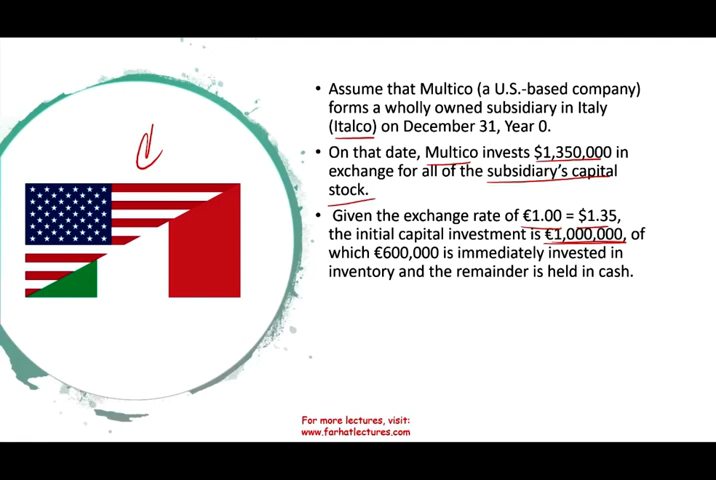 • Assume that Multico (a U.S.-based company)
forms a wholly owned subsidiary in Italy
(Italco) on December 31, Year 0.
• On that date, Multico invests $1,350,000 in
exchange for all of the subsidiary's capital
stock.
• Given the exchange rate of €1.00 = $1.35,
the initial capital investment is €1,000,000, of
which €600,000 is immediately invested in
inventory and the remainder is held in cash.
For more lectures, visit:
www.farhatlectures.com